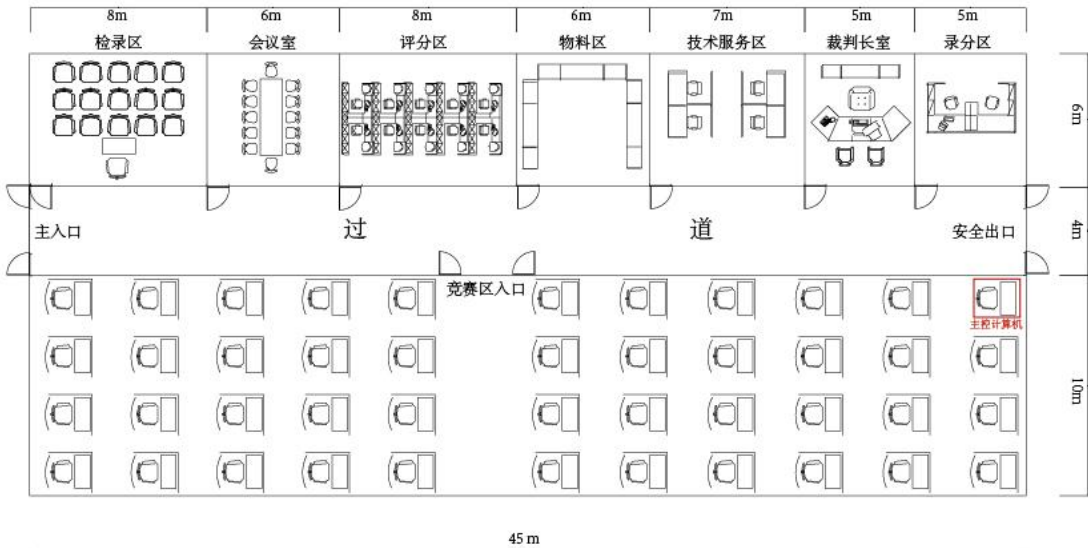 8m 6m 8m 6m 7m 5m 5m
检录区 会议室 评分区 物料区 技术服务区 裁判长室 录分区
6m
主入口 过 道 安全出口 4m
竞赛区入口
主控计算机
10m
45 m